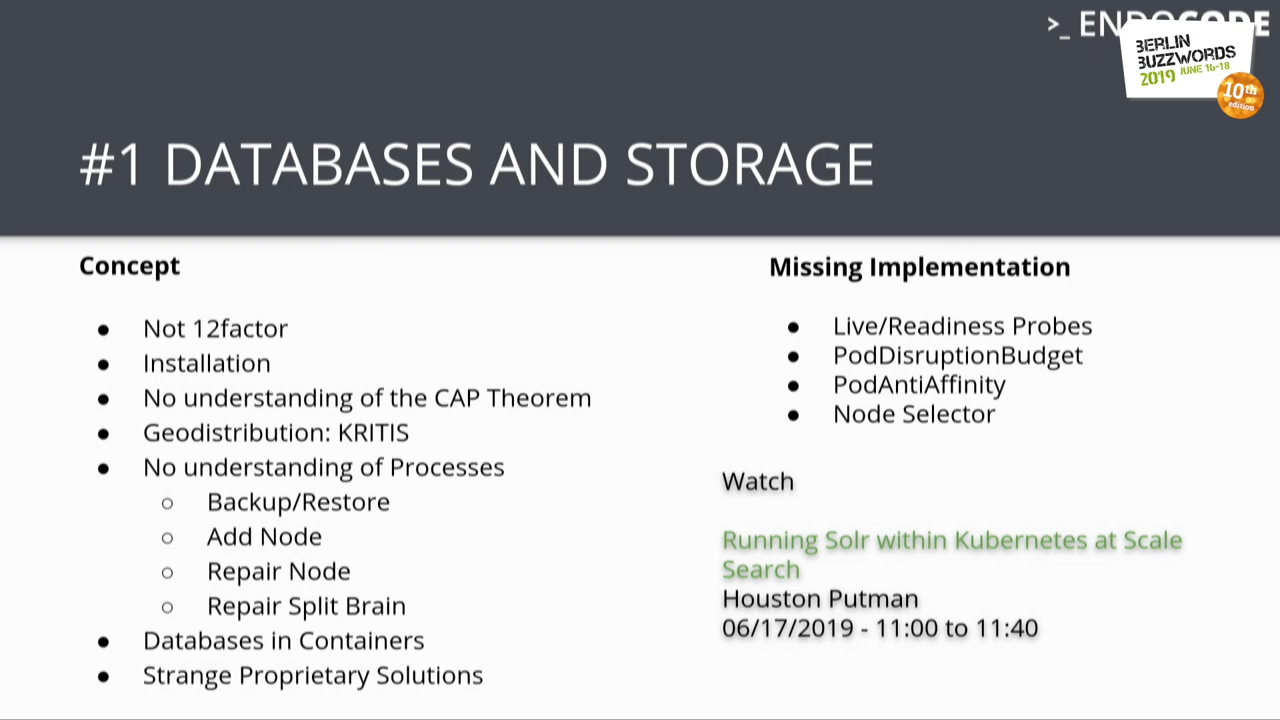 >_ ENDOCODE
BERLIN
BUZZWORDS
2019 JUNE 16-18
10th
edition
#1 DATABASES AND STORAGE
Concept
● Not 12factor
● Installation
● No understanding of the CAP Theorem
● Geodistribution: KRITIS
● No understanding of Processes
○ Backup/Restore
○ Add Node
○ Repair Node
○ Repair Split Brain
● Databases in Containers
● Strange Proprietary Solutions
Missing Implementation
● Live/Readiness Probes
● PodDisruptionBudget
● PodAntiAffinity
● Node Selector
Watch
Running Solr within Kubernetes at Scale
Search
Houston Putman
06/17/2019 - 11:00 to 11:40